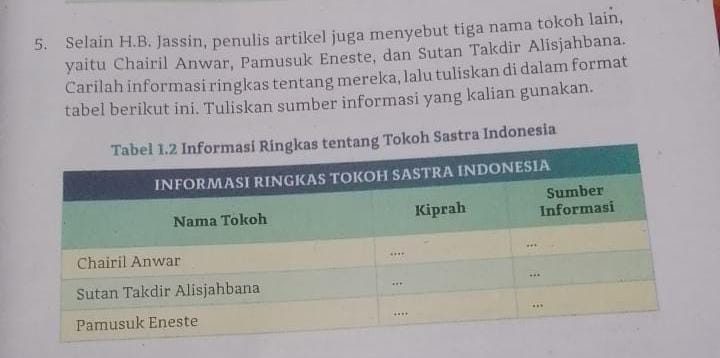 5. Selain H.B. Jassin, penulis artikel juga menyebut tiga nama tokoh lain,
yaitu Chairil Anwar, Pamusuk Eneste, dan Sutan Takdir Alisjahbana.
Carilah informasi ringkas tentang mereka, lalu tuliskan di dalam format
tabel berikut ini. Tuliskan sumber informasi yang kalian gunakan.
Tabel 1.2 Informasi Ringkas tentang Tokoh Sastra Indonesia
INFORMASI RINGKAS TOKOH SASTRA INDONESIA
Nama Tokoh Kiprah Sumber
Informasi
Chairil Anwar .... ...
Sutan Takdir Alisjahbana ... ...
Pamusuk Eneste .... ...